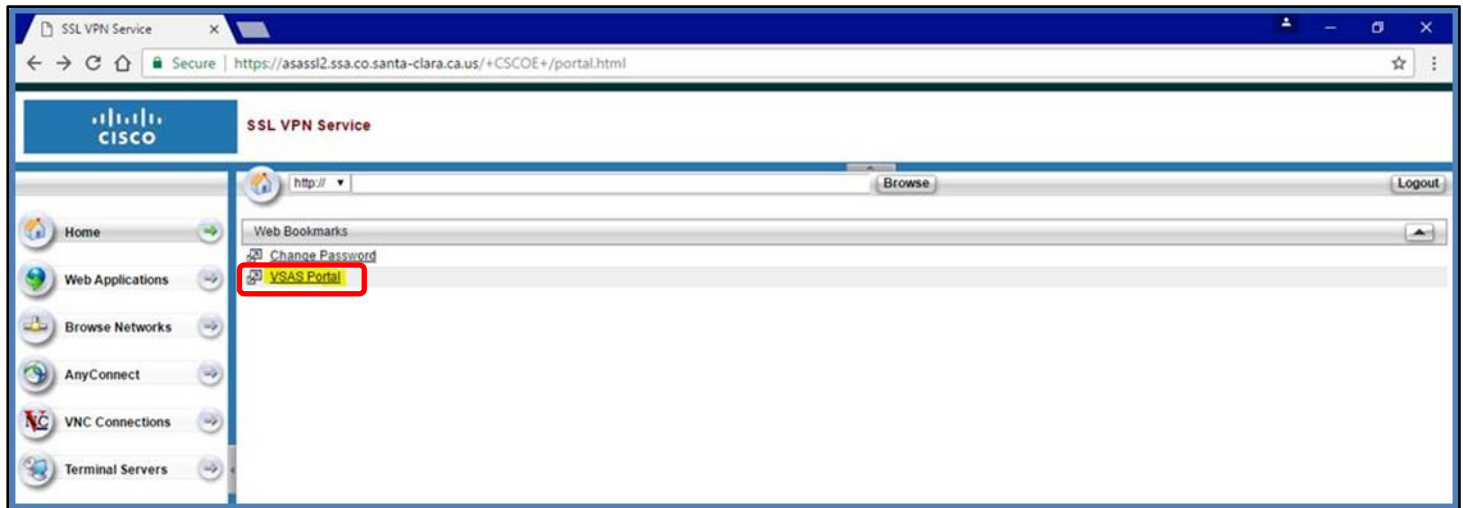 SSL VPN Service
Secure | https://asassl2.ssa.co.santa-clara.ca.us/+CSCOE+/portal.html
CISCO
SSL VPN Service
http://
Browse
Logout
Home
Web Applications
Browse Networks
AnyConnect
VNC
VNC Connections
Terminal Servers
Web Bookmarks
Change Password
VSAS Portal